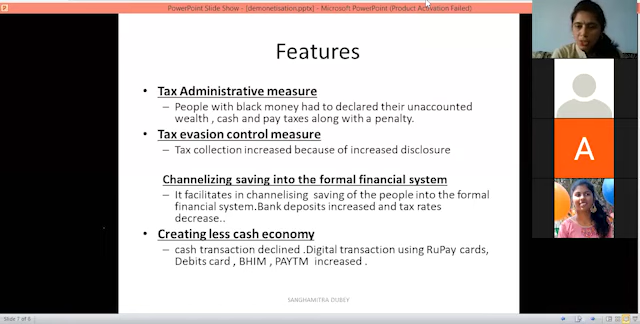 PowerPoint Slide Show - [demonetisation.pptx] - Microsoft PowerPoint (Product Activation Failed)
Features
• Tax Administrative measure
– People with black money had to declared their unaccounted
wealth , cash and pay taxes along with a penalty.
• Tax evasion control measure
– Tax collection increased because of increased disclosure
Channelizing saving into the formal financial system
– It facilitates in channelising saving of the people into the formal
financial system.Bank deposits increased and tax rates
decrease..
• Creating less cash economy
– cash transaction declined .Digital transaction using RuPay cards,
Debits card , BHIM , PAYTM increased .
SANGHAMITRA DUBEY
A
Slide 7 of 8